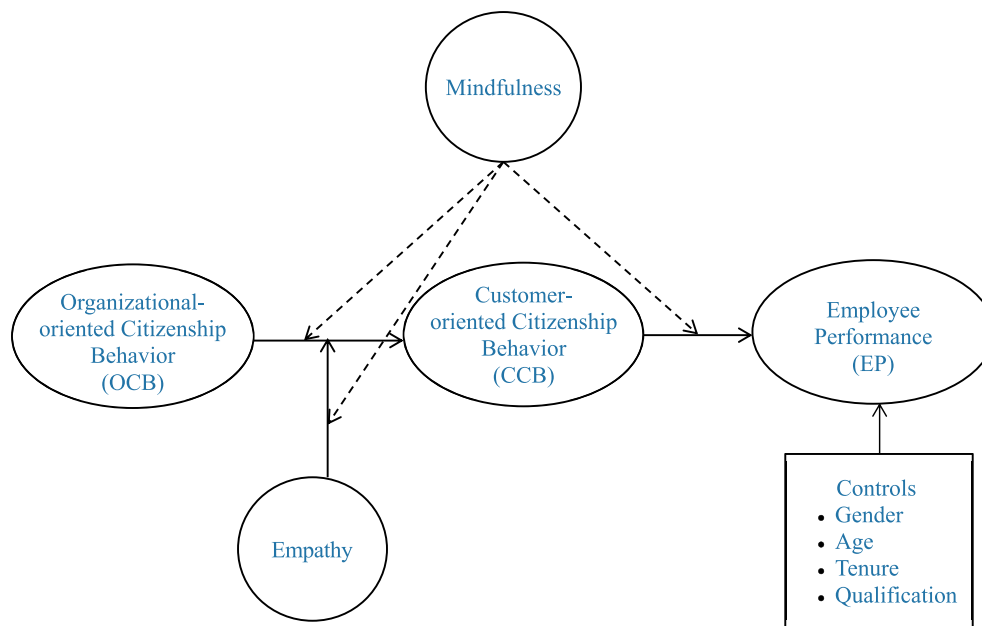 Mindfulness
Organizational-
oriented Citizenship
Behavior
(OCB)
Customer-
oriented Citizenship
Behavior
(CCB)
Employee
Performance
(EP)
Empathy
Controls
• Gender
• Age
• Tenure
• Qualification